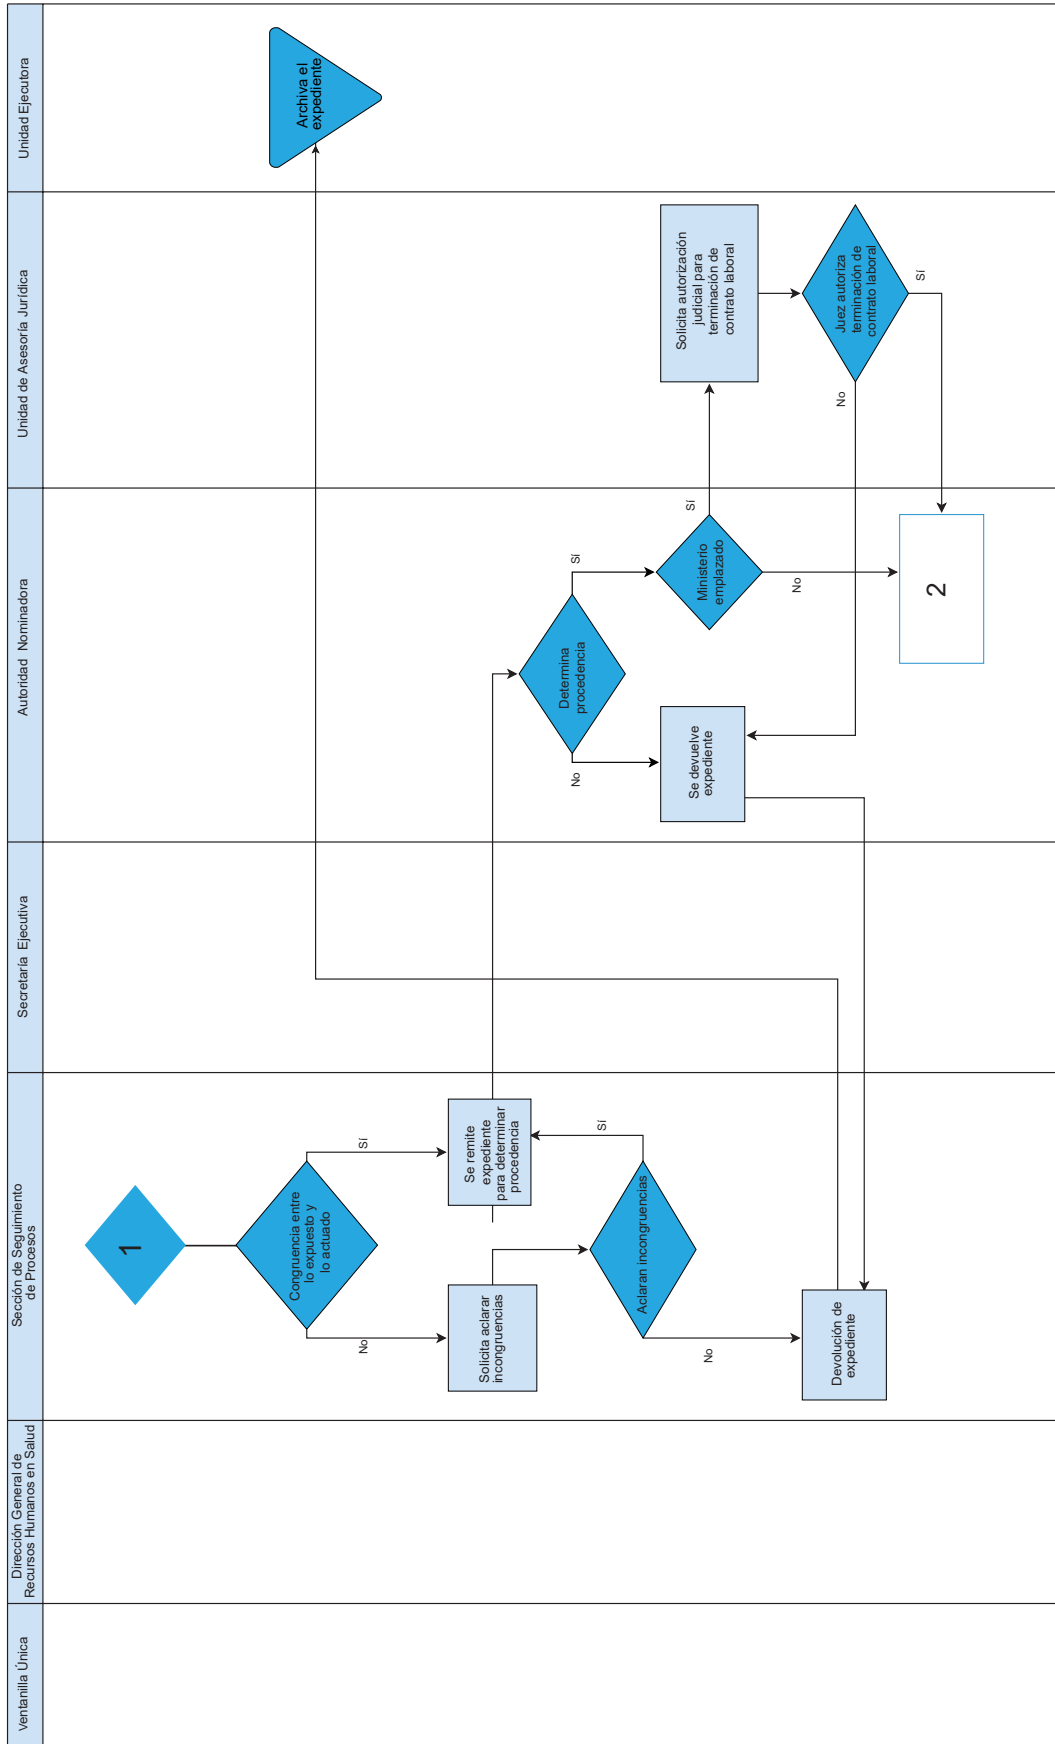 Ventanilla Única
Dirección General de
Recursos Humanos en Salud
Sección de Seguimiento
de Procesos
Secretaría Ejecutiva
Autoridad Nominadora
Unidad de Asesoría Jurídica
Unidad Ejecutora
1
Congruencia entre
lo expuesto y
lo actuado
No
Sí
Solicita aclarar
incongruencias
Se remite
expediente
para determinar
procedencia
Aclaran incongruencias
No
Sí
Devolución de
expediente
Determina
procedencia
No
Sí
Se devuelve
expediente
Ministerio
emplazado
No
Sí
2
Solicita autorización
judicial para
terminación de
contrato laboral
Juez autoriza
terminación de
contrato laboral
No
Sí
Archiva el
expediente